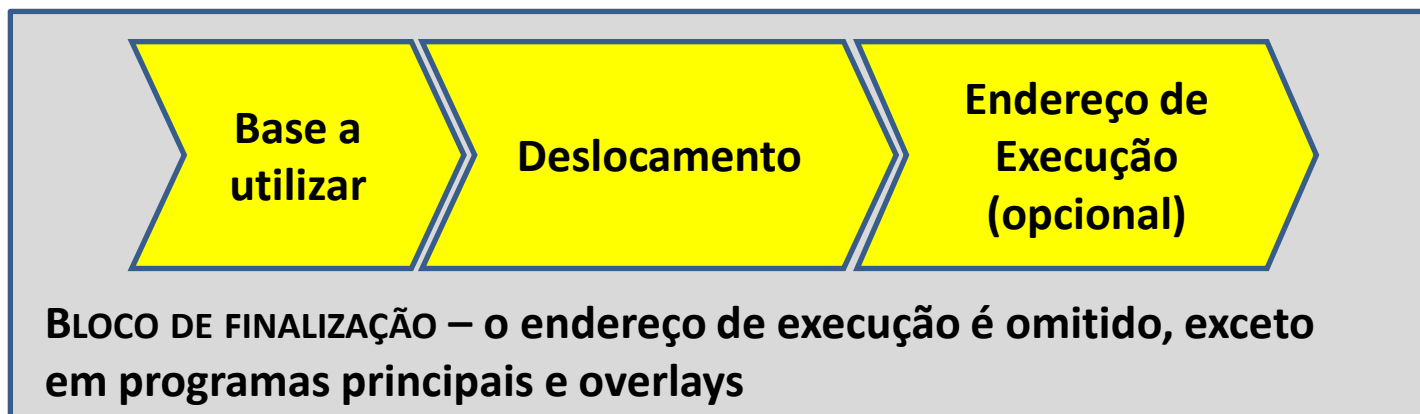 Base a
utilizar
Deslocamento
Endereço de
Execução
(opcional)
BLOCO DE FINALIZAÇÃO – o endereço de execução é omitido, exceto
em programas principais e overlays